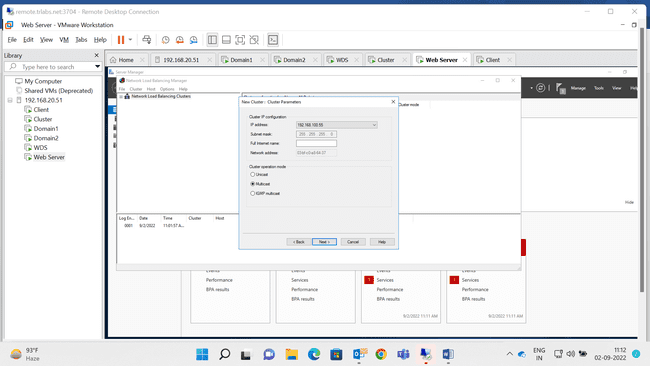 remote.trlabs.net:3704 - Remote Desktop Connection
Web Server - VMware Workstation
File Edit View VM Tabs Help
Library
Type here to search
My Computer
Shared VMs (Deprecated)
192.168.20.51
Client
Cluster
Domain1
Domain2
WDS
Web Server
Home 192.168.20.51 Domain1 Domain2 WDS Cluster Web Server Client
Server Manager
Manage Tools View Help
Network Load Balancing Manager
File Cluster Host Options Help
Network Load Balancing Clusters
Cluster mode
New Cluster : Cluster Parameters
Cluster IP configuration
IP address: 192.168.100.55
Subnet mask: 255 . 255 . 255 . 0
Full Internet name:
Network address:
Cluster operation mode
Unicast
Multicast
IGMP multicast
< Back Next > Cancel Help
Hide
Log En... Date Time Cluster Host
0001 9/2/2022 11:01:57 A...
Events Services Services
Performance Performance Performance Performance
BPA results BPA results BPA results BPA results
1 1
9/2/2022 11:11 AM 9/2/2022 11:11 AM
93°F
Haze
ENG
IN
11:12
02-09-2022